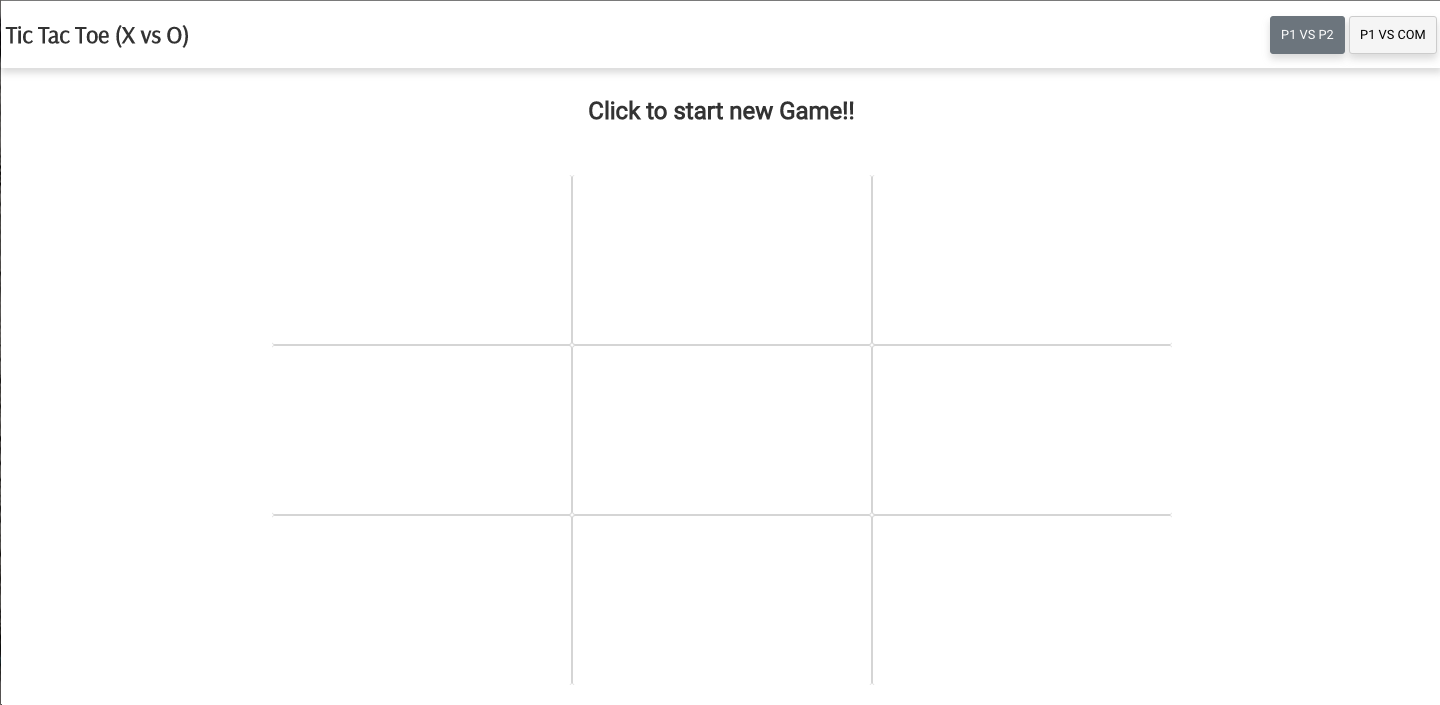 Tic Tac Toe (X vs O)
P1 VS P2
P1 VS COM
Click to start new Game!!